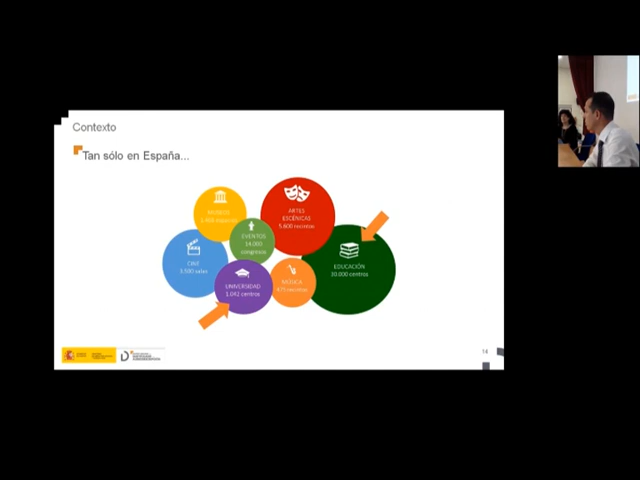 Contexto
Tan sólo en España...
ARTES
ESCÉNICAS
5.600 recintos
MUSEOS
EVENTOS
14.000
congresos
CINE
3.500 salas
EDUCACIÓN
30.000 centros
UNIVERSIDAD
1.042 centros
MÚSICA
14